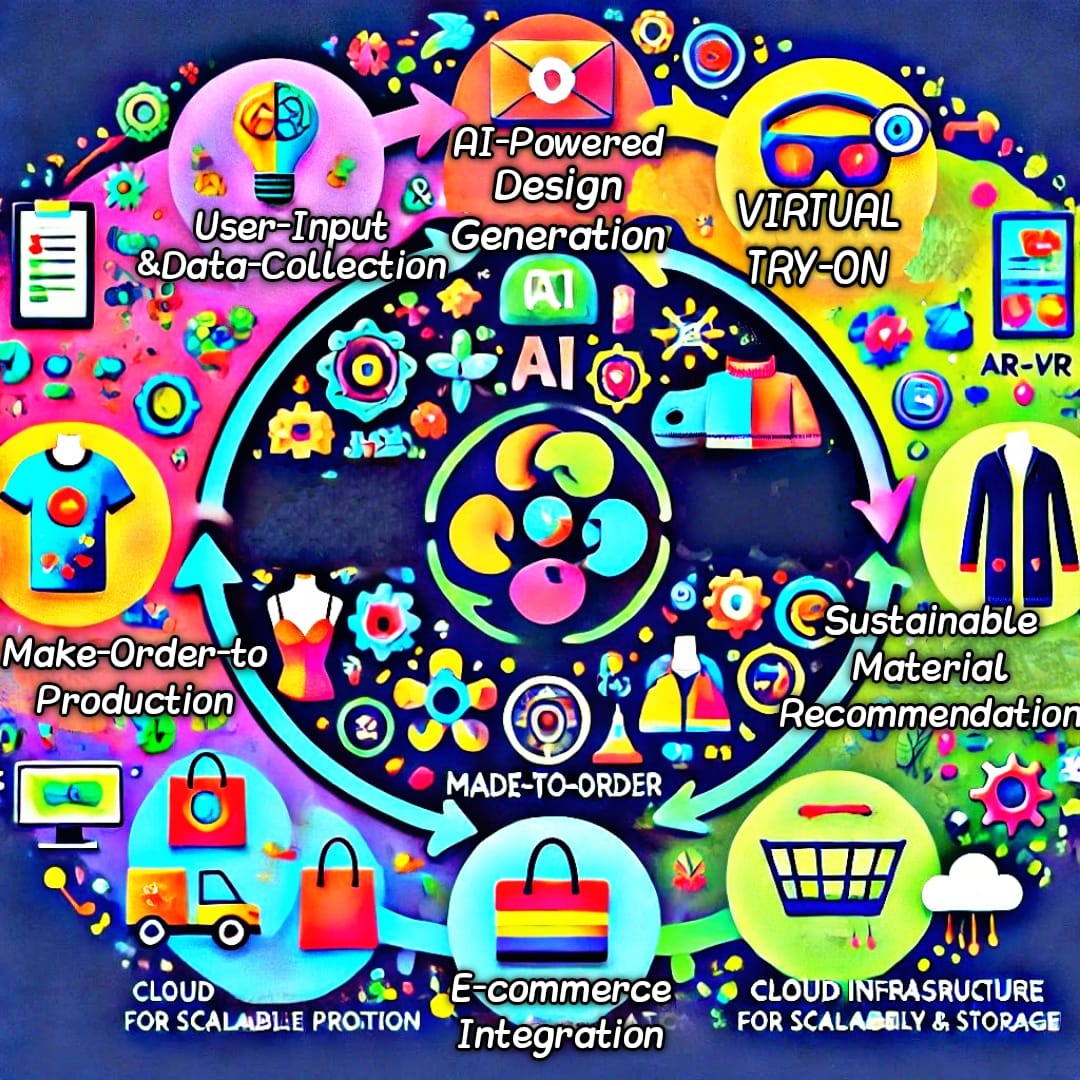 AI-Powered
Design
Generation
User-Input
&Data-Collection
VIRTUAL
TRY-ON
&
AI
AI
AR-VR
Sustainable
Material
Recommendation
Make-Order-to
Production
MADE-TO-ORDER
E-commerce
Integration
CLOUD
FOR SCALABLE PROTION
CLOUD INFRASRUCTURE
FOR & STORAGE